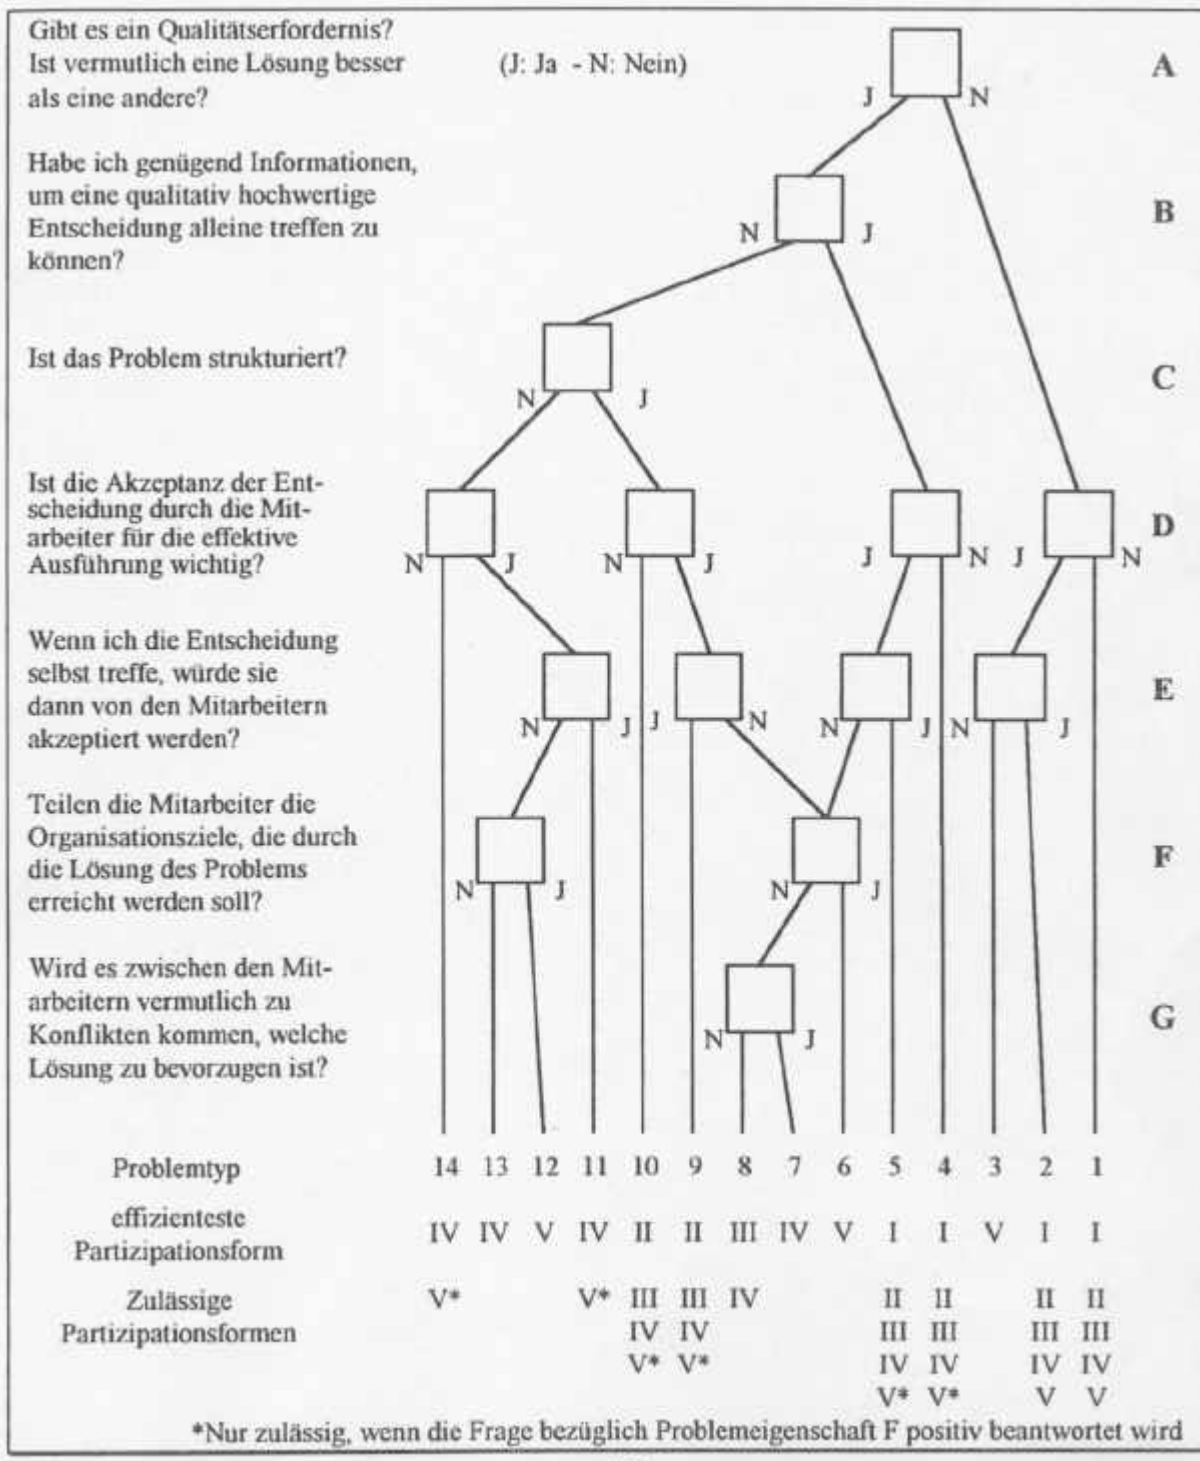 Gibt es ein Qualitätserfordernis?
Ist vermutlich eine Lösung besser
als eine andere?
(J: Ja - N: Nein)
A
J N
Habe ich genügend Informationen,
um eine qualitativ hochwertige
Entscheidung alleine treffen zu
können?
B
N J
Ist das Problem strukturiert?
C
N J
Ist die Akzeptanz der Ent-
scheidung durch die Mit-
arbeiter für die effektive
Ausführung wichtig?
D
N J N J J N J N
Wenn ich die Entscheidung
selbst treffe, würde sie
dann von den Mitarbeitern
akzeptiert werden?
E
N J J N N J N J
Teilen die Mitarbeiter die
Organisationsziele, die durch
die Lösung des Problems
erreicht werden soll?
F
N J N J
Wird es zwischen den Mit-
arbeitern vermutlich zu
Konflikten kommen, welche
Lösung zu bevorzugen ist?
G
N J
Problemtyp 14 13 12 11 10 9 8 7 6 5 4 3 2 1
effizienteste
Partizipationsform IV IV V IV II II III IV V I I V I I
Zulässige V* V* III III IV II II II II
Partizipationsformen IV IV III III III III
V* V* IV IV IV IV
V* V* V V
*Nur zulässig, wenn die Frage bezüglich Problemeigenschaft F positiv beantwortet wird